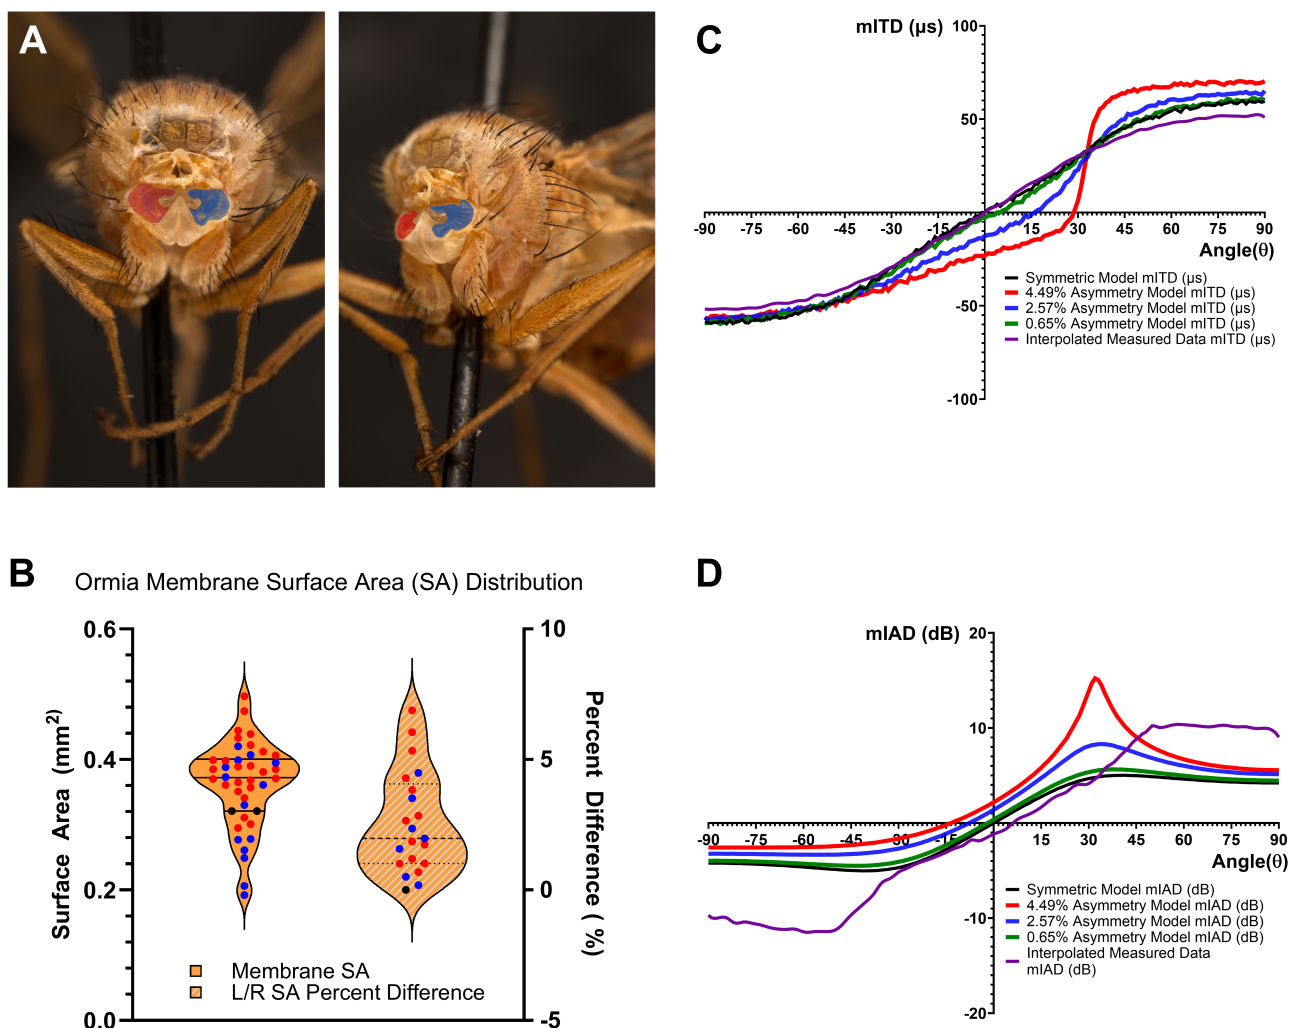 A
B
Ormia Membrane Surface Area (SA) Distribution
0.6
0.4
0.2
0.0
Surface Area (mm²)
10
5
0
-5
Percent Difference ( %)
Membrane SA
L/R SA Percent Difference
C
mITD (µs)
100
50
-50
-100
-90
-75
-60
-45
-30
-15
15
30
45
60
75
90
Angle(θ)
Symmetric Model mITD (µs)
4.49% Asymmetry Model mITD (µs)
2.57% Asymmetry Model mITD (µs)
0.65% Asymmetry Model mITD (µs)
Interpolated Measured Data mITD (µs)
D
mIAD (dB)
20
10
-10
-20
-90
-75
-60
-45
-30
-15
15
30
45
60
75
90
Angle(θ)
Symmetric Model mIAD (dB)
4.49% Asymmetry Model mIAD (dB)
2.57% Asymmetry Model mIAD (dB)
0.65% Asymmetry Model mIAD (dB)
Interpolated Measured Data
mIAD (dB)